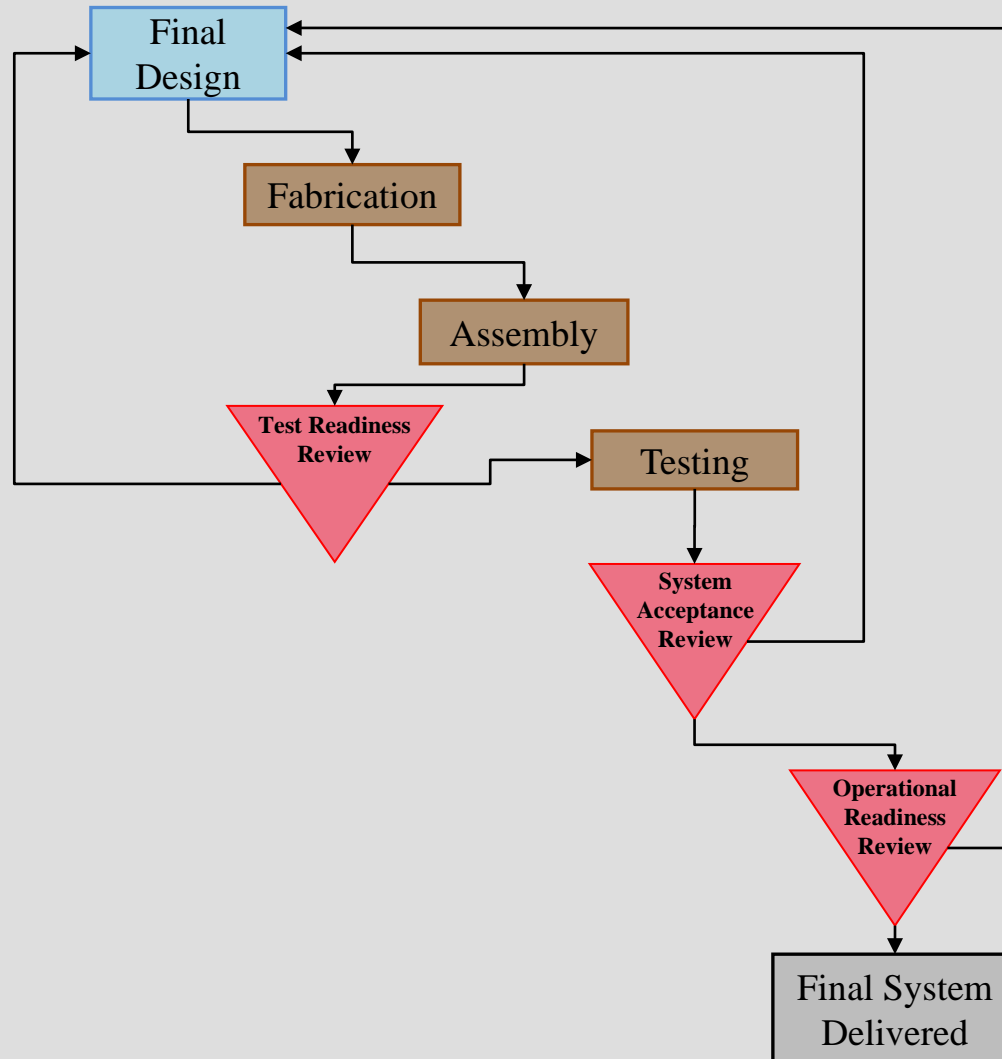 Final
Design
Fabrication
Assembly
Test Readiness
Review
Testing
System
Acceptance
Review
Operational
Readiness
Review
Final System
Delivered